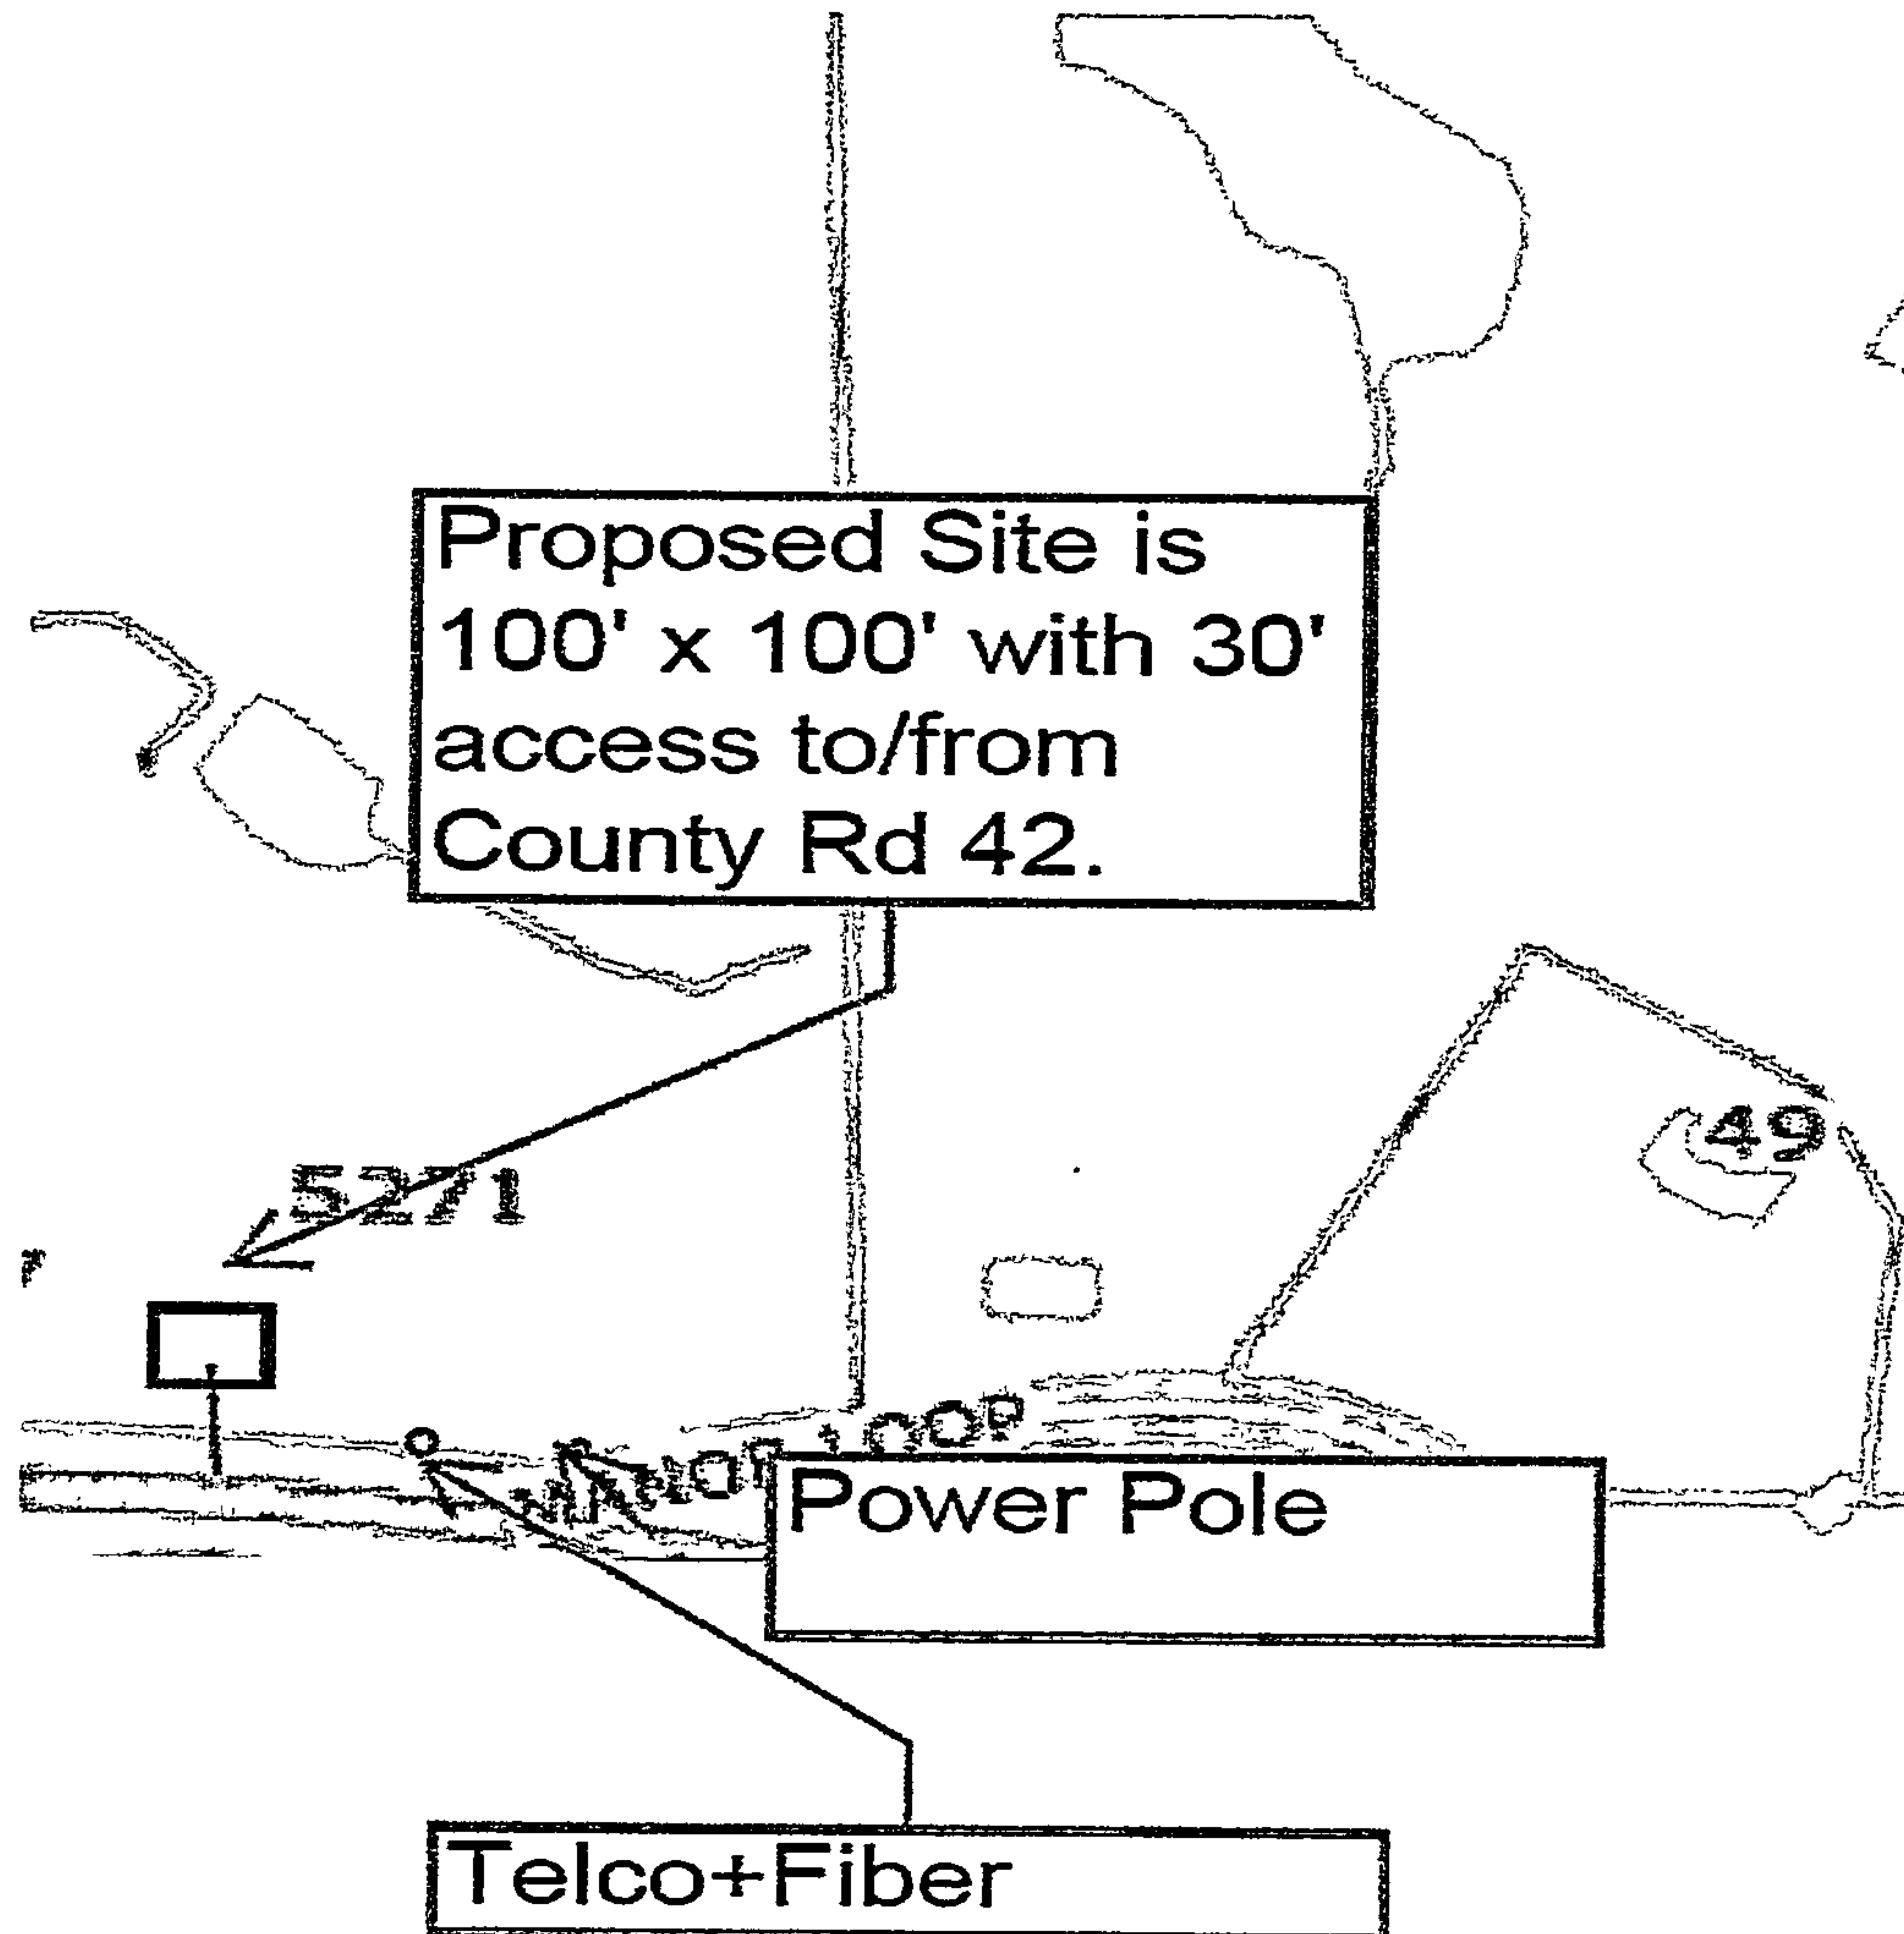 Proposed Site is
100' x 100' with 30'
access to/from
County Rd 42.
49
5271
Power Pole
Telco+Fiber